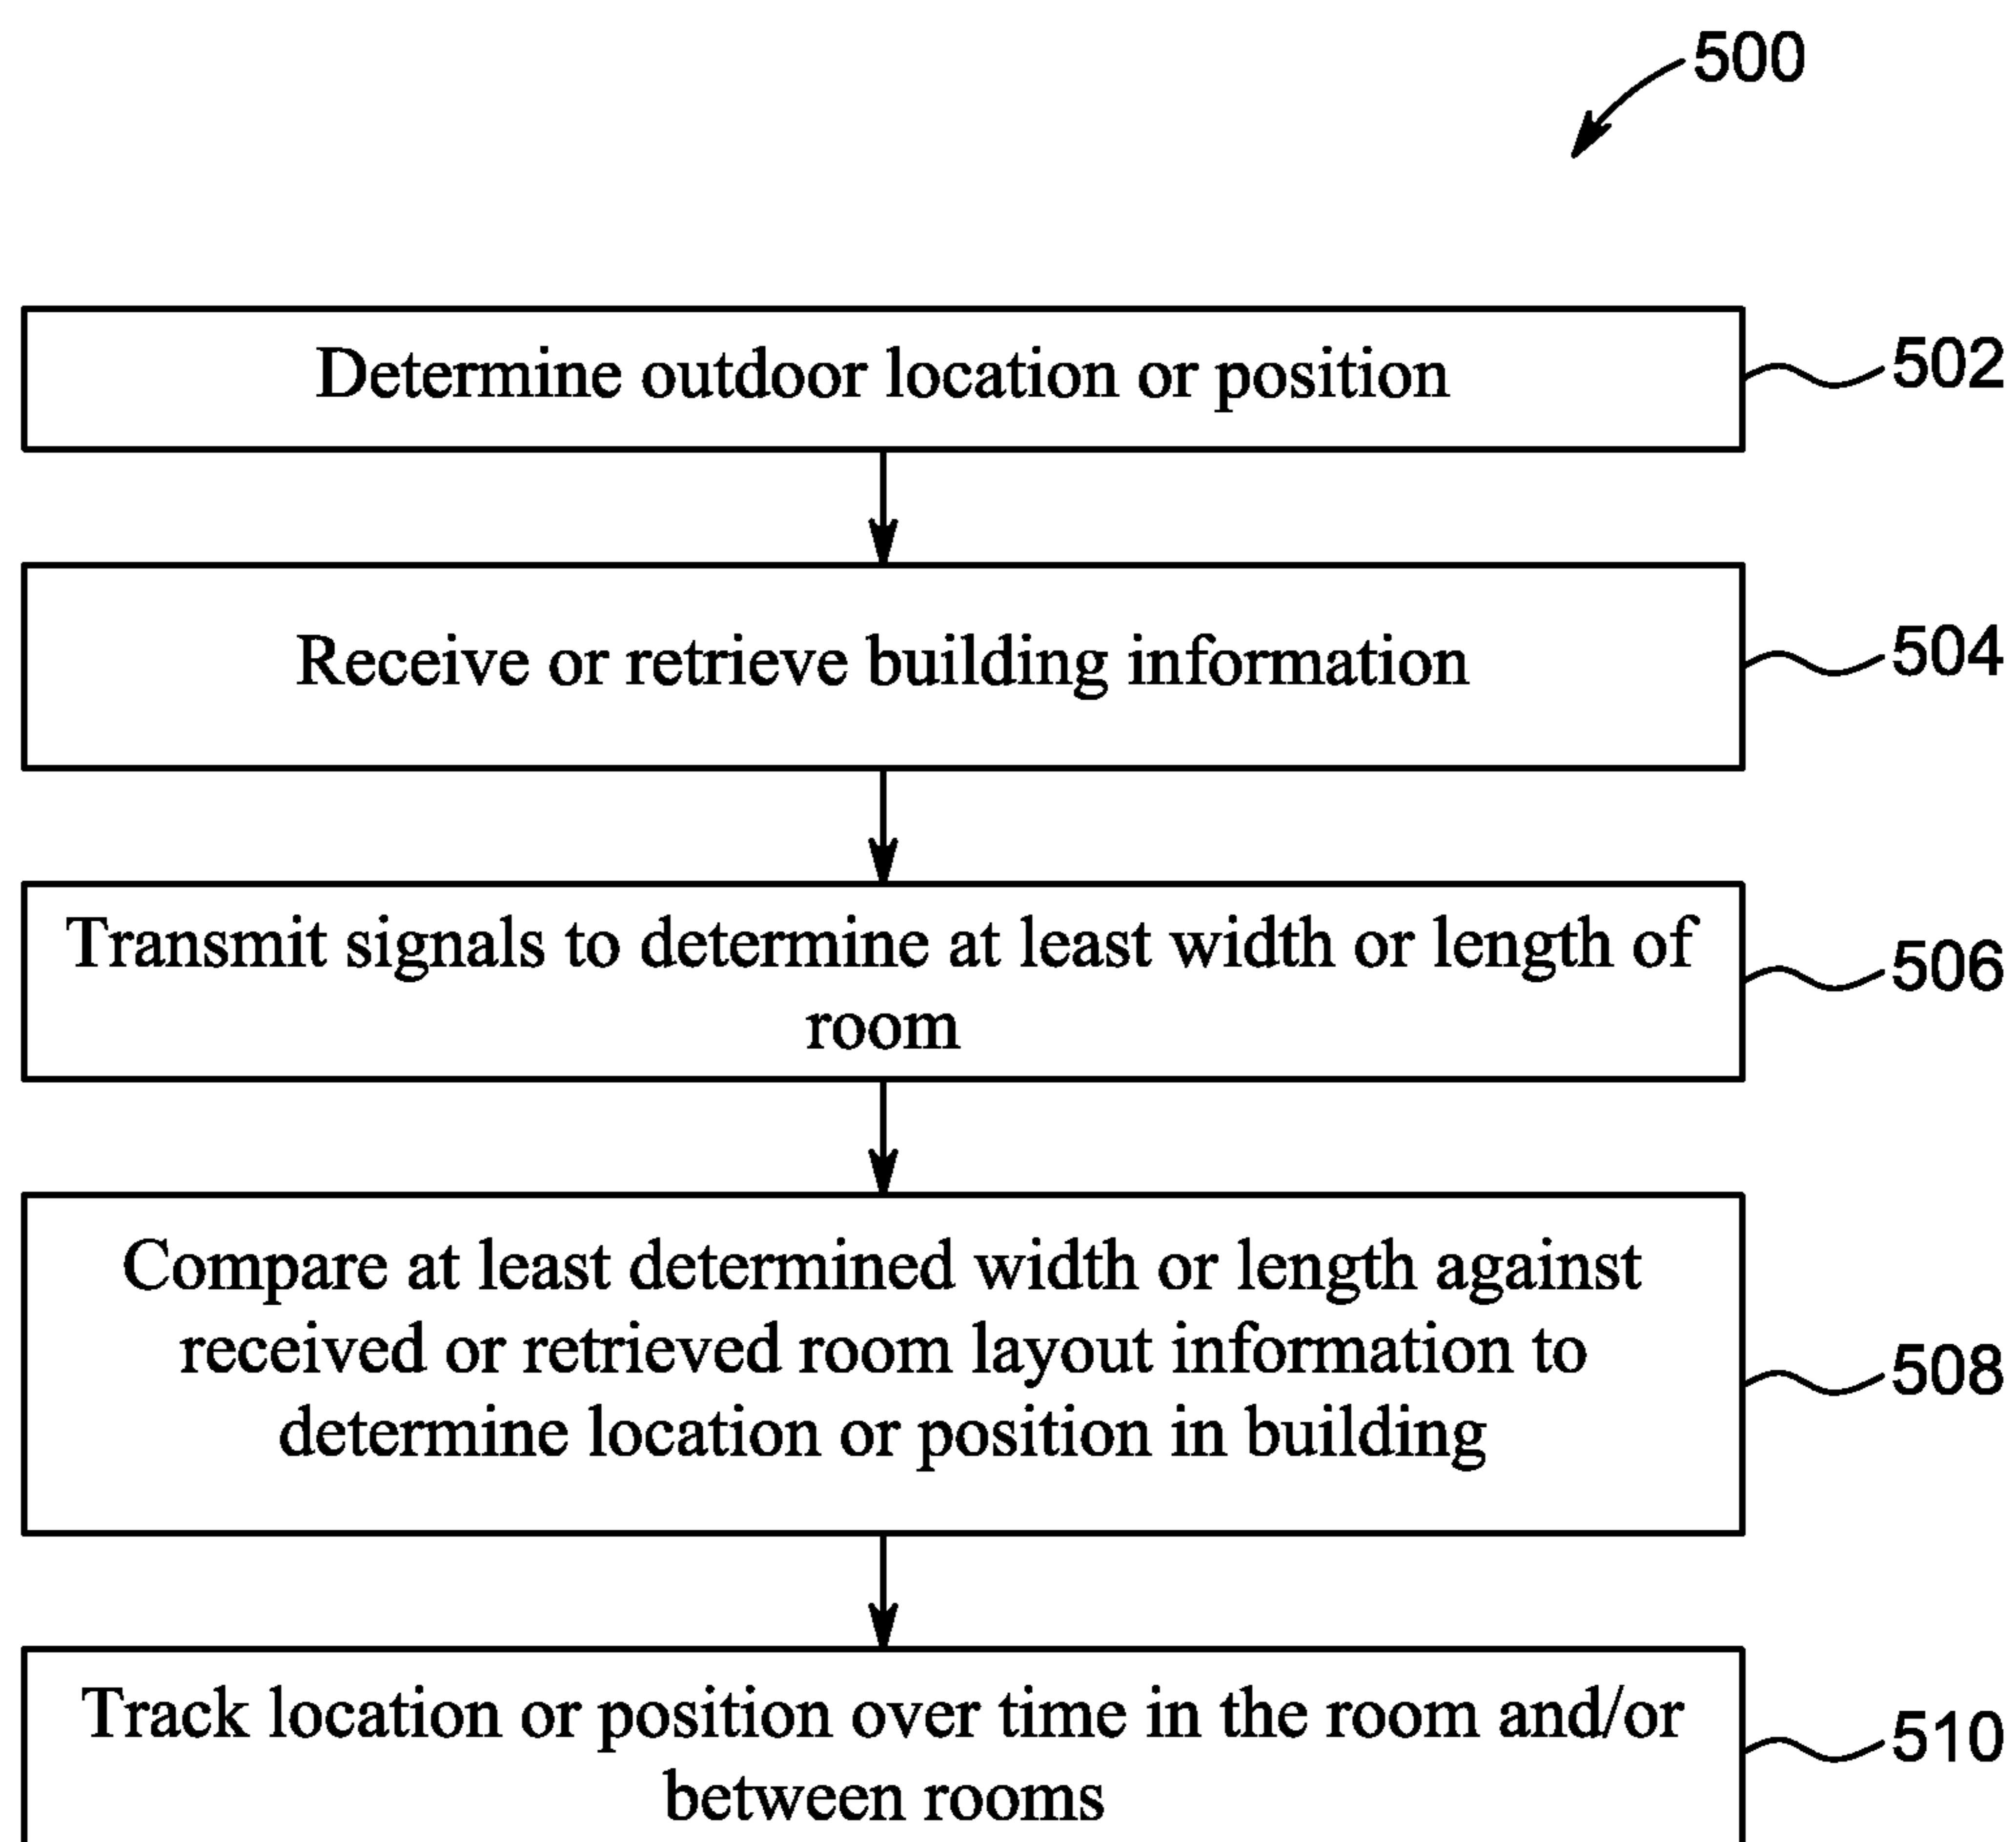 500
Determine outdoor location or position
502
Receive or retrieve building information
504
Transmit signals to determine at least width or length of
room
506
Compare at least determined width or length against
received or retrieved room layout information to
determine location or position in building
508
Track location or position over time in the room and/or
between rooms
510